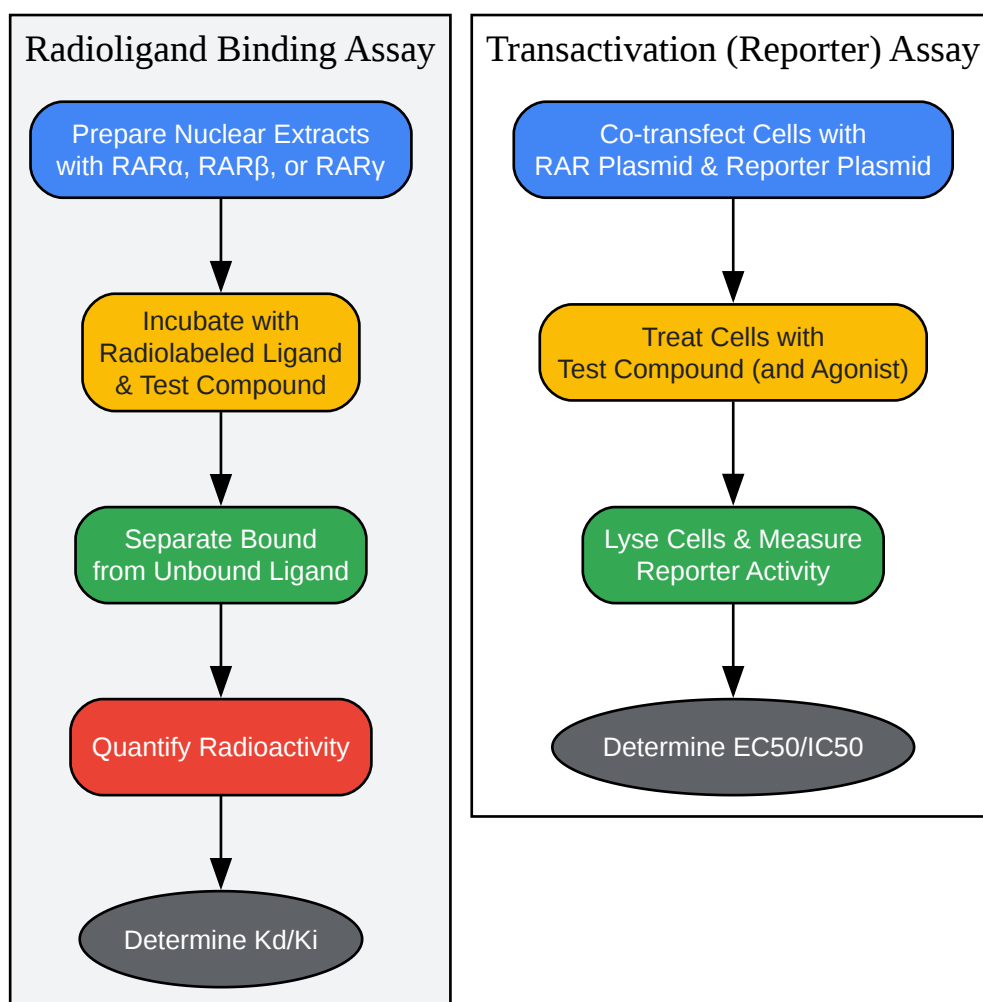 Radioligand Binding Assay
Prepare Nuclear Extracts
with RARα, RARβ, or RARγ
Incubate with
Radiolabeled Ligand
& Test Compound
Separate Bound
from Unbound Ligand
Quantify Radioactivity
Determine Kd/Ki
Transactivation (Reporter) Assay
Co-transfect Cells with
RAR Plasmid & Reporter Plasmid
Treat Cells with
Test Compound (and Agonist)
Lyse Cells & Measure
Reporter Activity
Determine EC50/IC50